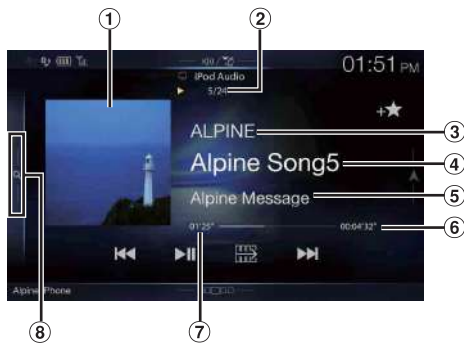 ① ②
01:51 PM
iPod Audio
5/24
ALPINE ③
Alpine Song5 ④
Alpine Message ⑤
01'25" 00:04'32" ⑥
Alpine Phone
⑧ ⑦